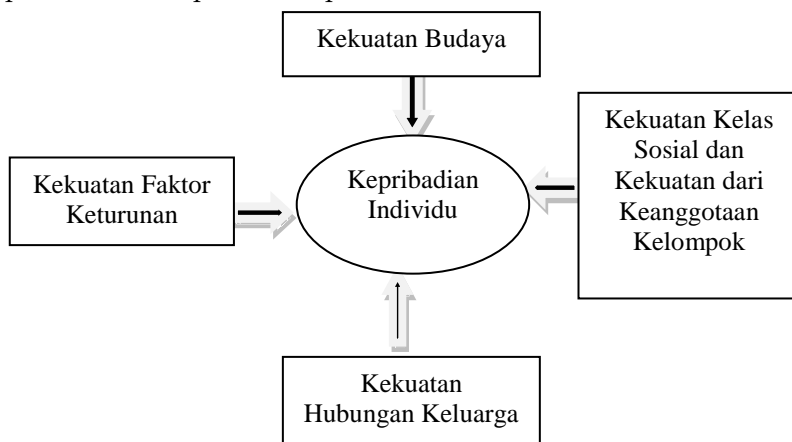 Kekuatan Budaya
Kekuatan Kelas
Sosial dan
Kekuatan dari
Keanggotaan
Kelompok
Kekuatan Faktor
Keturunan
Kepribadian
Individu
Kekuatan
Hubungan Keluarga